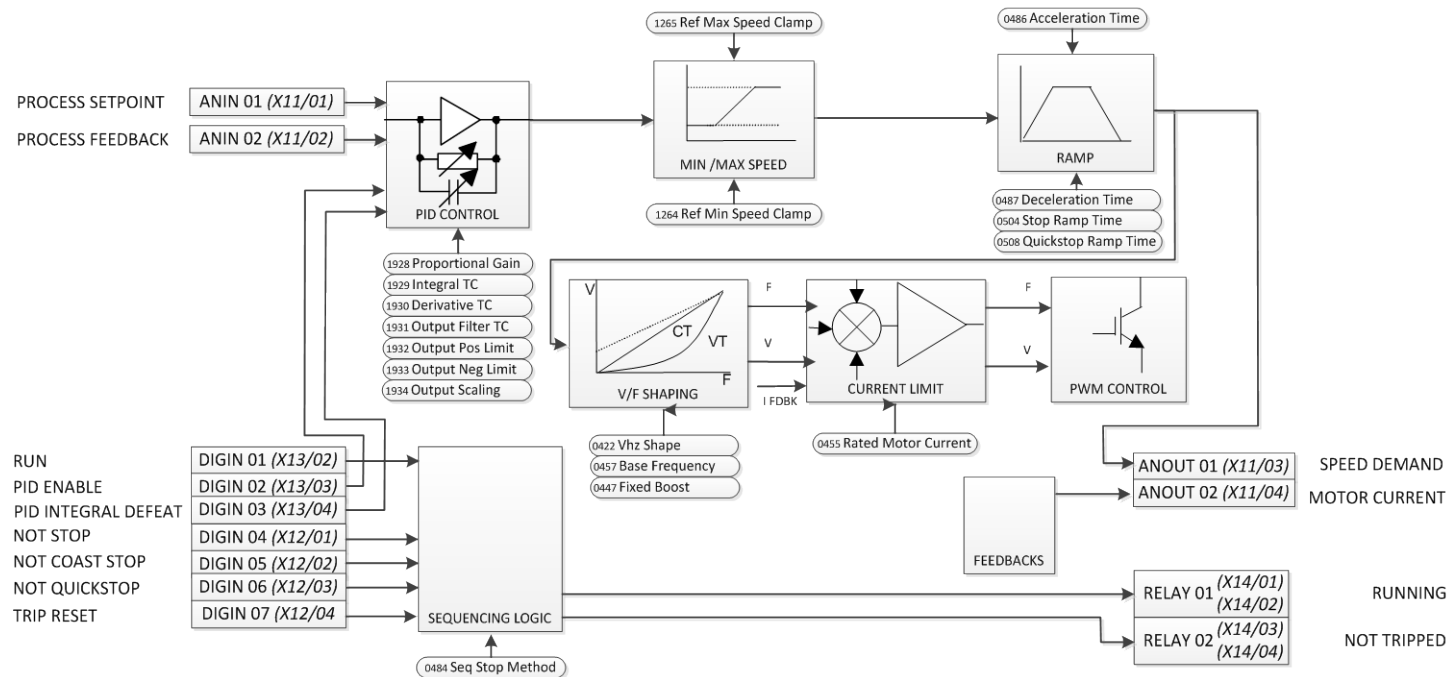 1265 Ref Max Speed Clamp
0486 Acceleration Time
PROCESS SETPOINT
ANIN 01 (X11/01)
PROCESS FEEDBACK
ANIN 02 (X11/02)
PID CONTROL
MIN /MAX SPEED
RAMP
1264 Ref Min Speed Clamp
0487 Deceleration Time
0504 Stop Ramp Time
0508 Quickstop Ramp Time
1928 Proportional Gain
1929 Integral TC
1930 Derivative TC
1931 Output Filter TC
1932 Output Pos Limit
1933 Output Neg Limit
1934 Output Scaling
V
CT
VT
F
V/F SHAPING
F
V
I FDBK
CURRENT LIMIT
F
V
PWM CONTROL
0422 Vhz Shape
0457 Base Frequency
0447 Fixed Boost
0455 Rated Motor Current
RUN
DIGIN 01 (X13/02)
PID ENABLE
DIGIN 02 (X13/03)
PID INTEGRAL DEFEAT
DIGIN 03 (X13/04)
NOT STOP
DIGIN 04 (X12/01)
NOT COAST STOP
DIGIN 05 (X12/02)
NOT QUICKSTOP
DIGIN 06 (X12/03)
TRIP RESET
DIGIN 07 (X12/04
SEQUENCING LOGIC
0484 Seq Stop Method
FEEDBACKS
ANOUT 01 (X11/03)
SPEED DEMAND
ANOUT 02 (X11/04)
MOTOR CURRENT
RELAY 01 (X14/01)
(X14/02)
RUNNING
RELAY 02 (X14/03)
(X14/04)
NOT TRIPPED